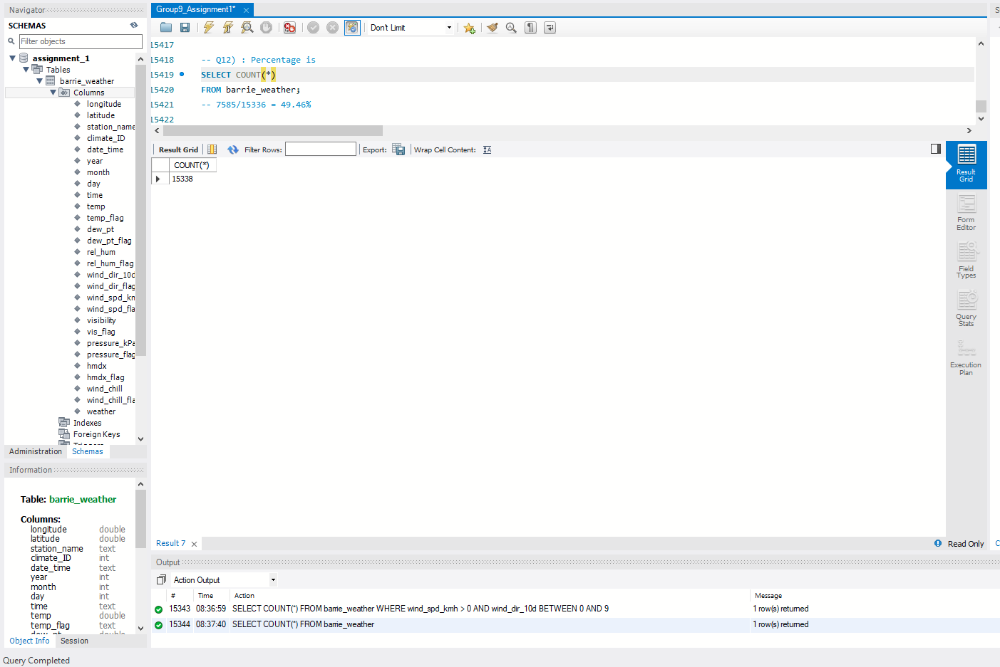 Navigator
SCHEMAS
Filter objects
assignment_1
Tables
barrie_weather
Columns
longitude
latitude
station_name
climate_ID
date_time
year
month
day
time
temp
temp_flag
dew_pt
dew_pt_flag
rel_hum
rel_hum_flag
wind_dir_10d
wind_dir_flag
wind_spd_km
wind_spd_fla
visibility
vis_flag
pressure_kPa
pressure_flag
hmdx
hmdx_flag
wind_chill
wind_chill_fla
weather
Indexes
Foreign Keys
Triggers
Administration Schemas
Information
Table: barrie_weather
Columns:
longitude double
latitude double
station_name text
climate_ID int
date_time text
year int
month int
day int
time text
temp double
temp_flag text
dew_pt double
Object Info Session
Query Completed
Group9_Assignment1*
Don't Limit
15417
15418 -- Q12) : Percentage is
15419 SELECT COUNT(*)
15420 FROM barrie_weather;
15421 -- 7585/15336 = 49.46%
15422
Result Grid Filter Rows: Export: Wrap Cell Content:
COUNT(*)
15338
Result
Grid
Form
Editor
Field
Types
Query
Stats
Execution
Plan
Result 7
Read Only
Output
Action Output
# Time Action Message
15343 08:36:59 SELECT COUNT(*) FROM barrie_weather WHERE wind_spd_kmh > 0 AND wind_dir_10d BETWEEN 0 AND 9 1 row(s) returned
15344 08:37:40 SELECT COUNT(*) FROM barrie_weather 1 row(s) returned